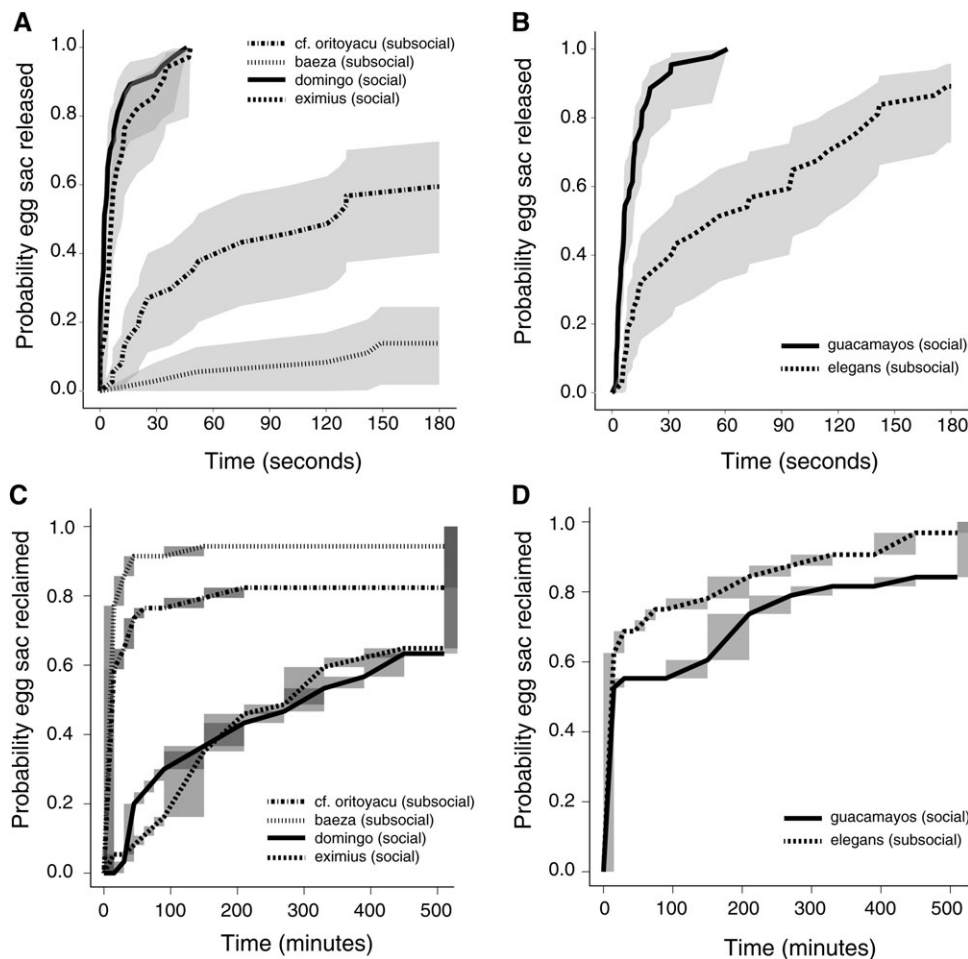 A
Probability egg sac released
1.0
0.8
0.6
0.4
0.2
0.0
cf. oritoyacu (subsocial)
baeza (subsocial)
domingo (social)
eximius (social)
0 30 60 90 120 150 180
Time (seconds)
B
Probability egg sac released
1.0
0.8
0.6
0.4
0.2
0.0
guacamayos (social)
elegans (subsocial)
0 30 60 90 120 150 180
Time (seconds)
C
Probability egg sac reclaimed
1.0
0.8
0.6
0.4
0.2
0.0
cf. oritoyacu (subsocial)
baeza (subsocial)
domingo (social)
eximius (social)
0 100 200 300 400 500
Time (minutes)
D
Probability egg sac reclaimed
1.0
0.8
0.6
0.4
0.2
0.0
guacamayos (social)
elegans (subsocial)
0 100 200 300 400 500
Time (minutes)